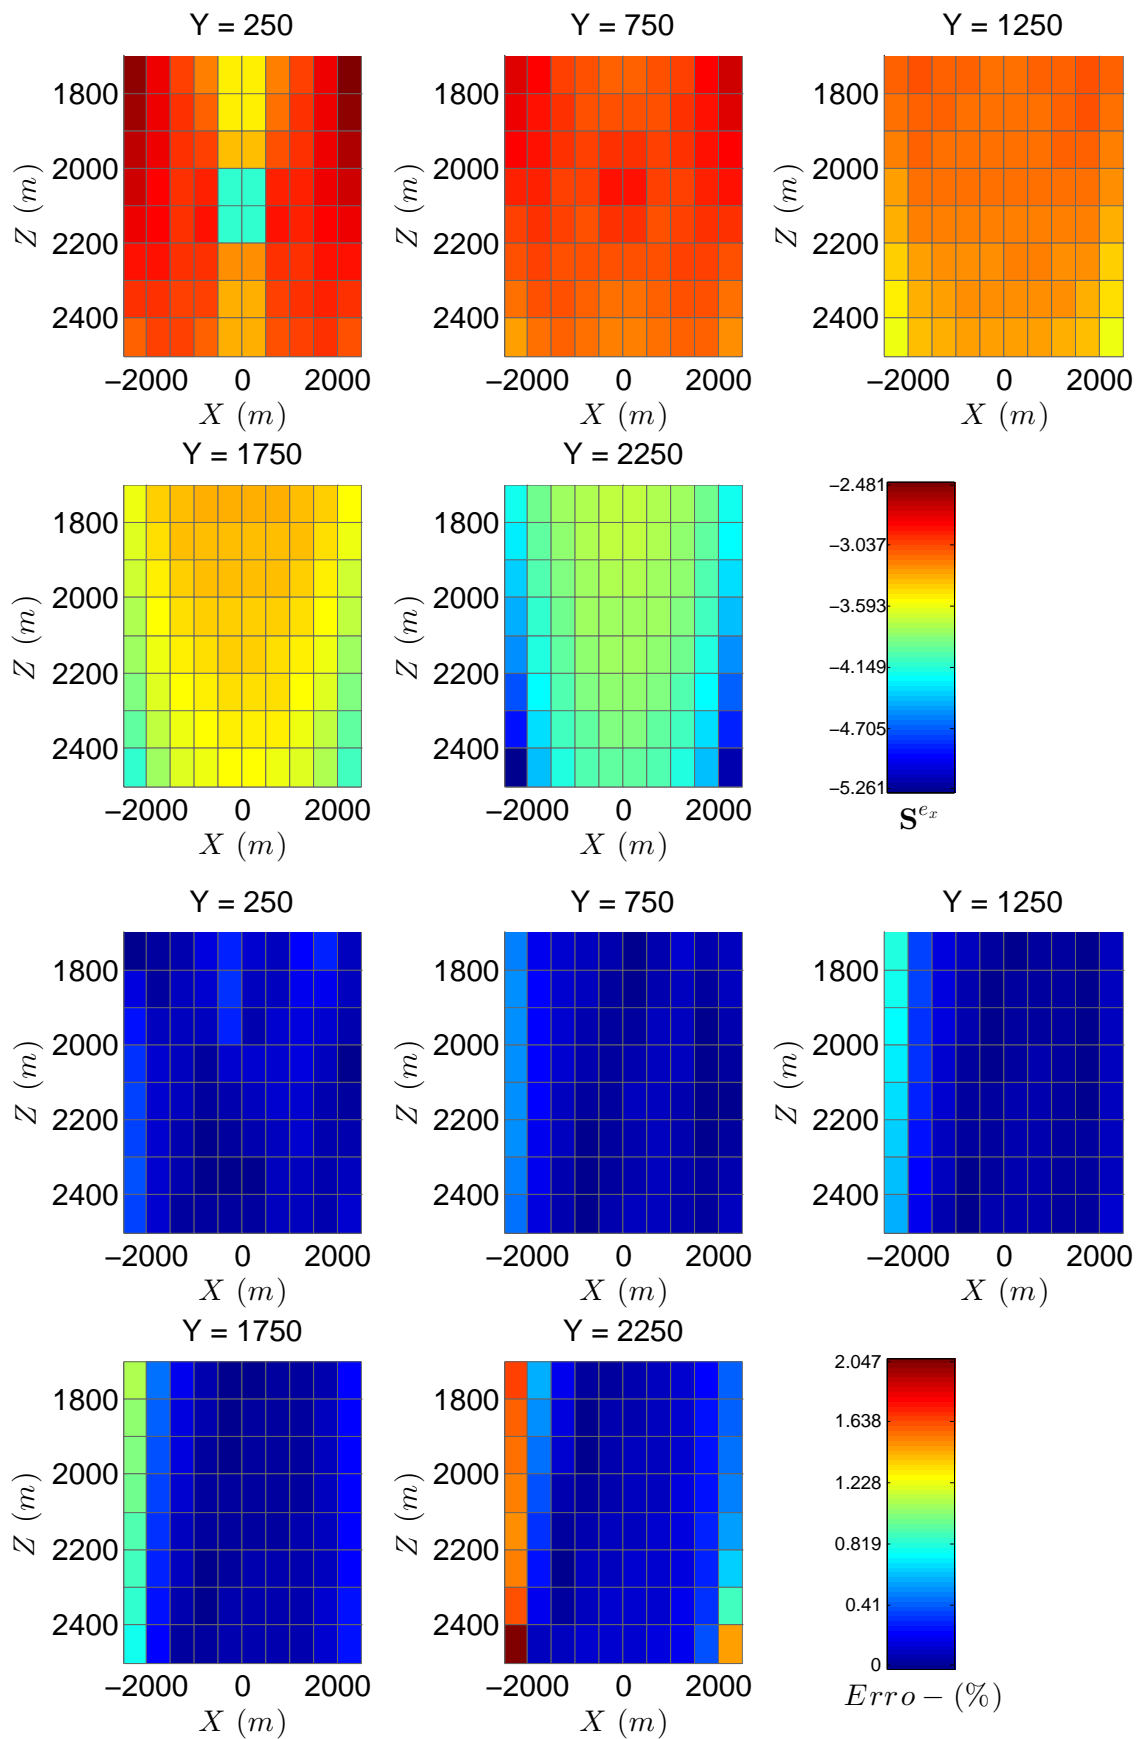 Y = 250 Y = 750 Y = 1250
1800 1800 1800
2000 2000 2000
2200 2200 2200
2400 2400 2400
Z (m) Z (m) Z (m)
−2000 0 2000 −2000 0 2000 −2000 0 2000
X (m) X (m) X (m)
Y = 1750 Y = 2250
1800 1800
2000 2000
2200 2200
2400 2400
Z (m) Z (m)
−2000 0 2000 −2000 0 2000
X (m) X (m)
−2.481
−3.037
−3.593
−4.149
−4.705
−5.261
S^{e_x}
Y = 250 Y = 750 Y = 1250
1800 1800 1800
2000 2000 2000
2200 2200 2200
2400 2400 2400
Z (m) Z (m) Z (m)
−2000 0 2000 −2000 0 2000 −2000 0 2000
X (m) X (m) X (m)
Y = 1750 Y = 2250
1800 1800
2000 2000
2200 2200
2400 2400
Z (m) Z (m)
−2000 0 2000 −2000 0 2000
X (m) X (m)
2.047
1.638
1.228
0.819
0.41
0
Erro − (%)